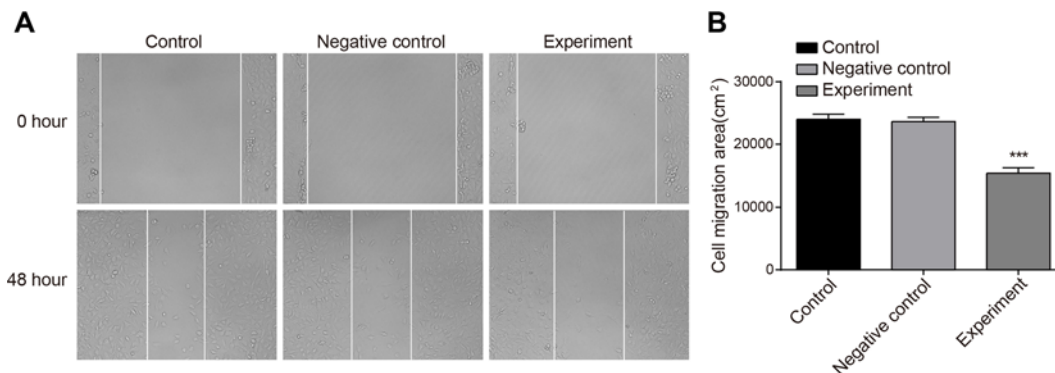 A
Control
Negative control
Experiment
0 hour
48 hour
B
Control
Negative control
Experiment
Cell migration area(cm²)
30000
20000
10000
0
***
Control
Negative control
Experiment